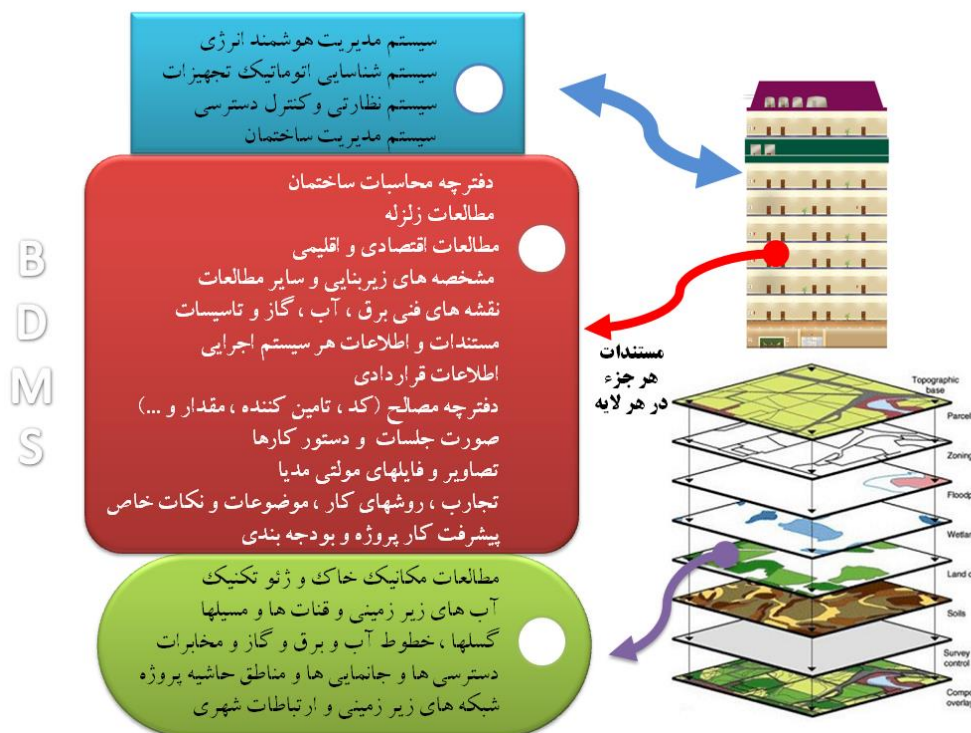 سیستم مدیریت هوشمند انرژی
سیستم شناسایی اتوماتیک تجهیزات
سیستم نظارتی و کنترل دسترسی
سیستم مدیریت ساختمان
دفترچه محاسبات ساختمان
مطالعات زلزله
مطالعات اقتصادی و اقلیمی
مشخصه های زیربنایی و سایر مطالعات
نقشه های فنی برق ، آب ، گاز و تاسیسات
مستندات و اطلاعات هر سیستم اجرایی
اطلاعات قراردادی
دفترچه مصالح (کد ، تامین کننده ، مقدار و ...)
صورت جلسات و دستور کارها
تصاویر و فایلهای مولتی مدیا
تجارب ، روشهای کار ، موضوعات و نکات خاص
پیشرفت کار پروژه و بودجه بندی
مطالعات مکانیک خاک و ژئو تکنیک
آب های زیر زمینی و قنات ها و مسیلها
گسلها ، خطوط آب و برق و گاز و مخابرات
دسترسی ها و جانمایی ها و مناطق حاشیه پروژه
شبکه های زیر زمینی و ارتباطات شهری
B
D
M
S
مستندات
هر جزء
در هر لایه
Topographic
base
Parcel
Zoning
Floodp
Wetlan
Land c
Soils
Survey
control
Compo
overlay